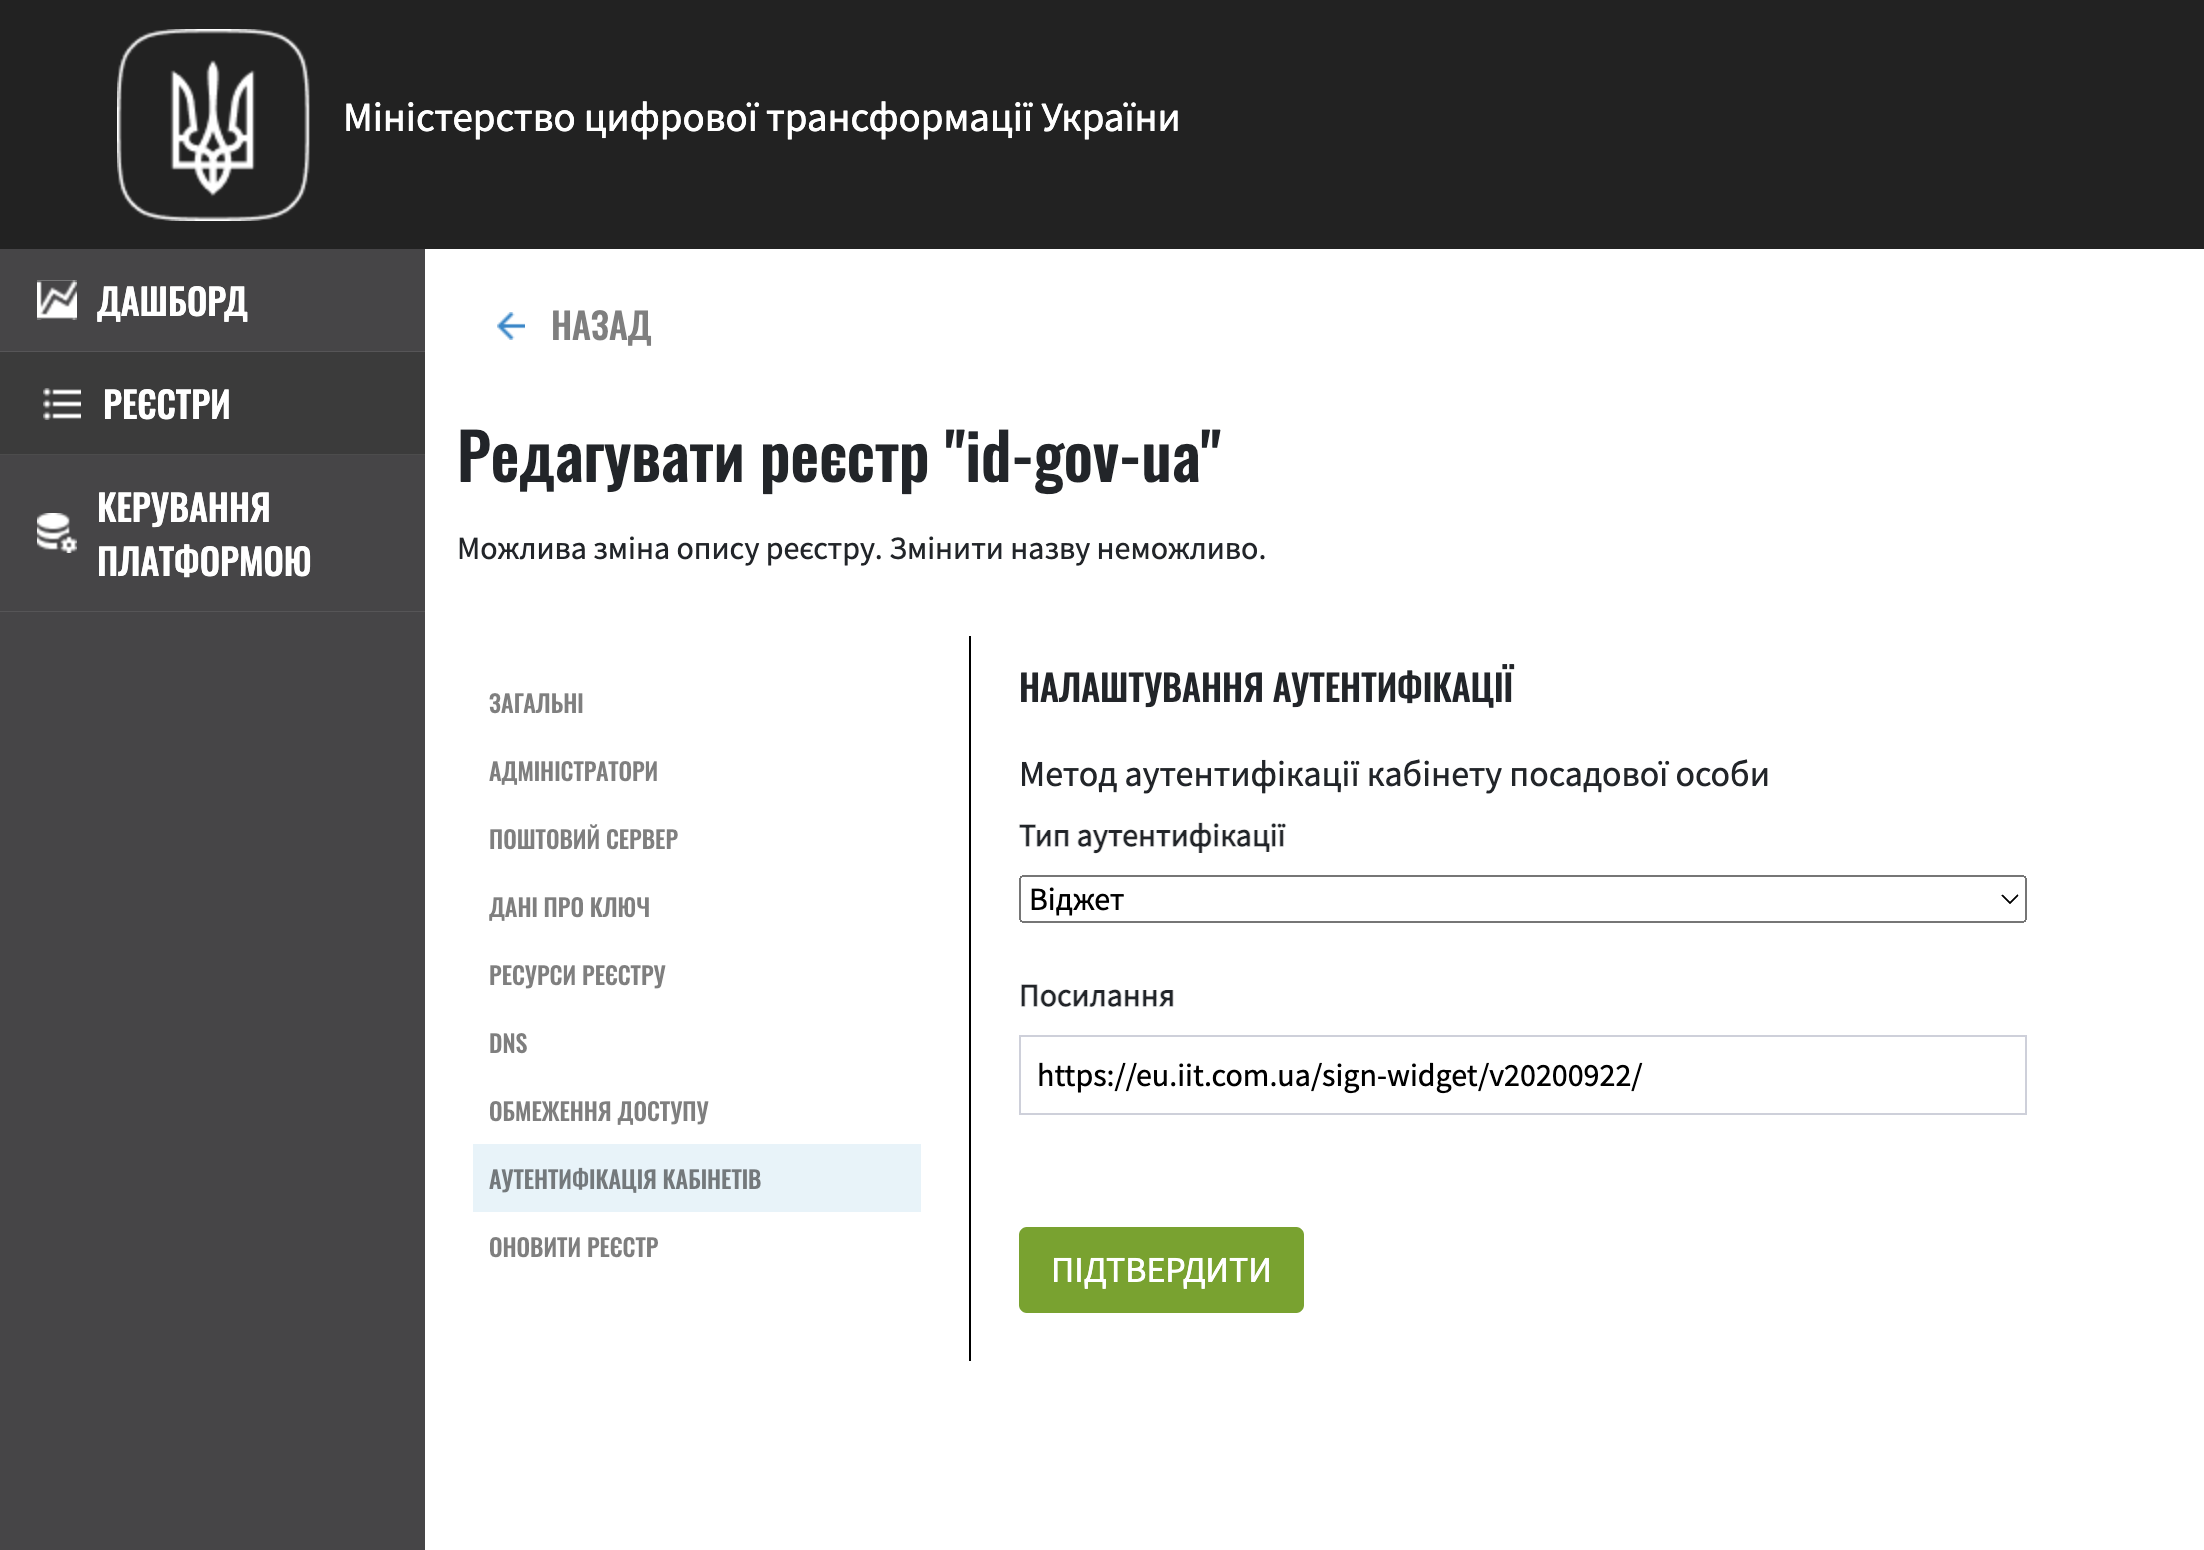 Міністерство цифрової трансформації України
ДАШБОРД
РЕЄСТРИ
КЕРУВАННЯ
ПЛАТФОРМОЮ
НАЗАД
Редагувати реєстр "id-gov-ua"
Можлива зміна опису реєстру. Змінити назву неможливо.
ЗАГАЛЬНІ
АДМІНІСТРАТОРИ
ПОШТОВИЙ СЕРВЕР
ДАНІ ПРО КЛЮЧ
РЕСУРСИ РЕЄСТРУ
DNS
ОБМЕЖЕННЯ ДОСТУПУ
АУТЕНТИФІКАЦІЯ КАБІНЕТІВ
ОНОВИТИ РЕЄСТР
НАЛАШТУВАННЯ АУТЕНТИФІКАЦІЇ
Метод аутентифікації кабінету посадової особи
Тип аутентифікації
Віджет
Посилання
https://eu.iit.com.ua/sign-widget/v20200922/
ПІДТВЕРДИТИ